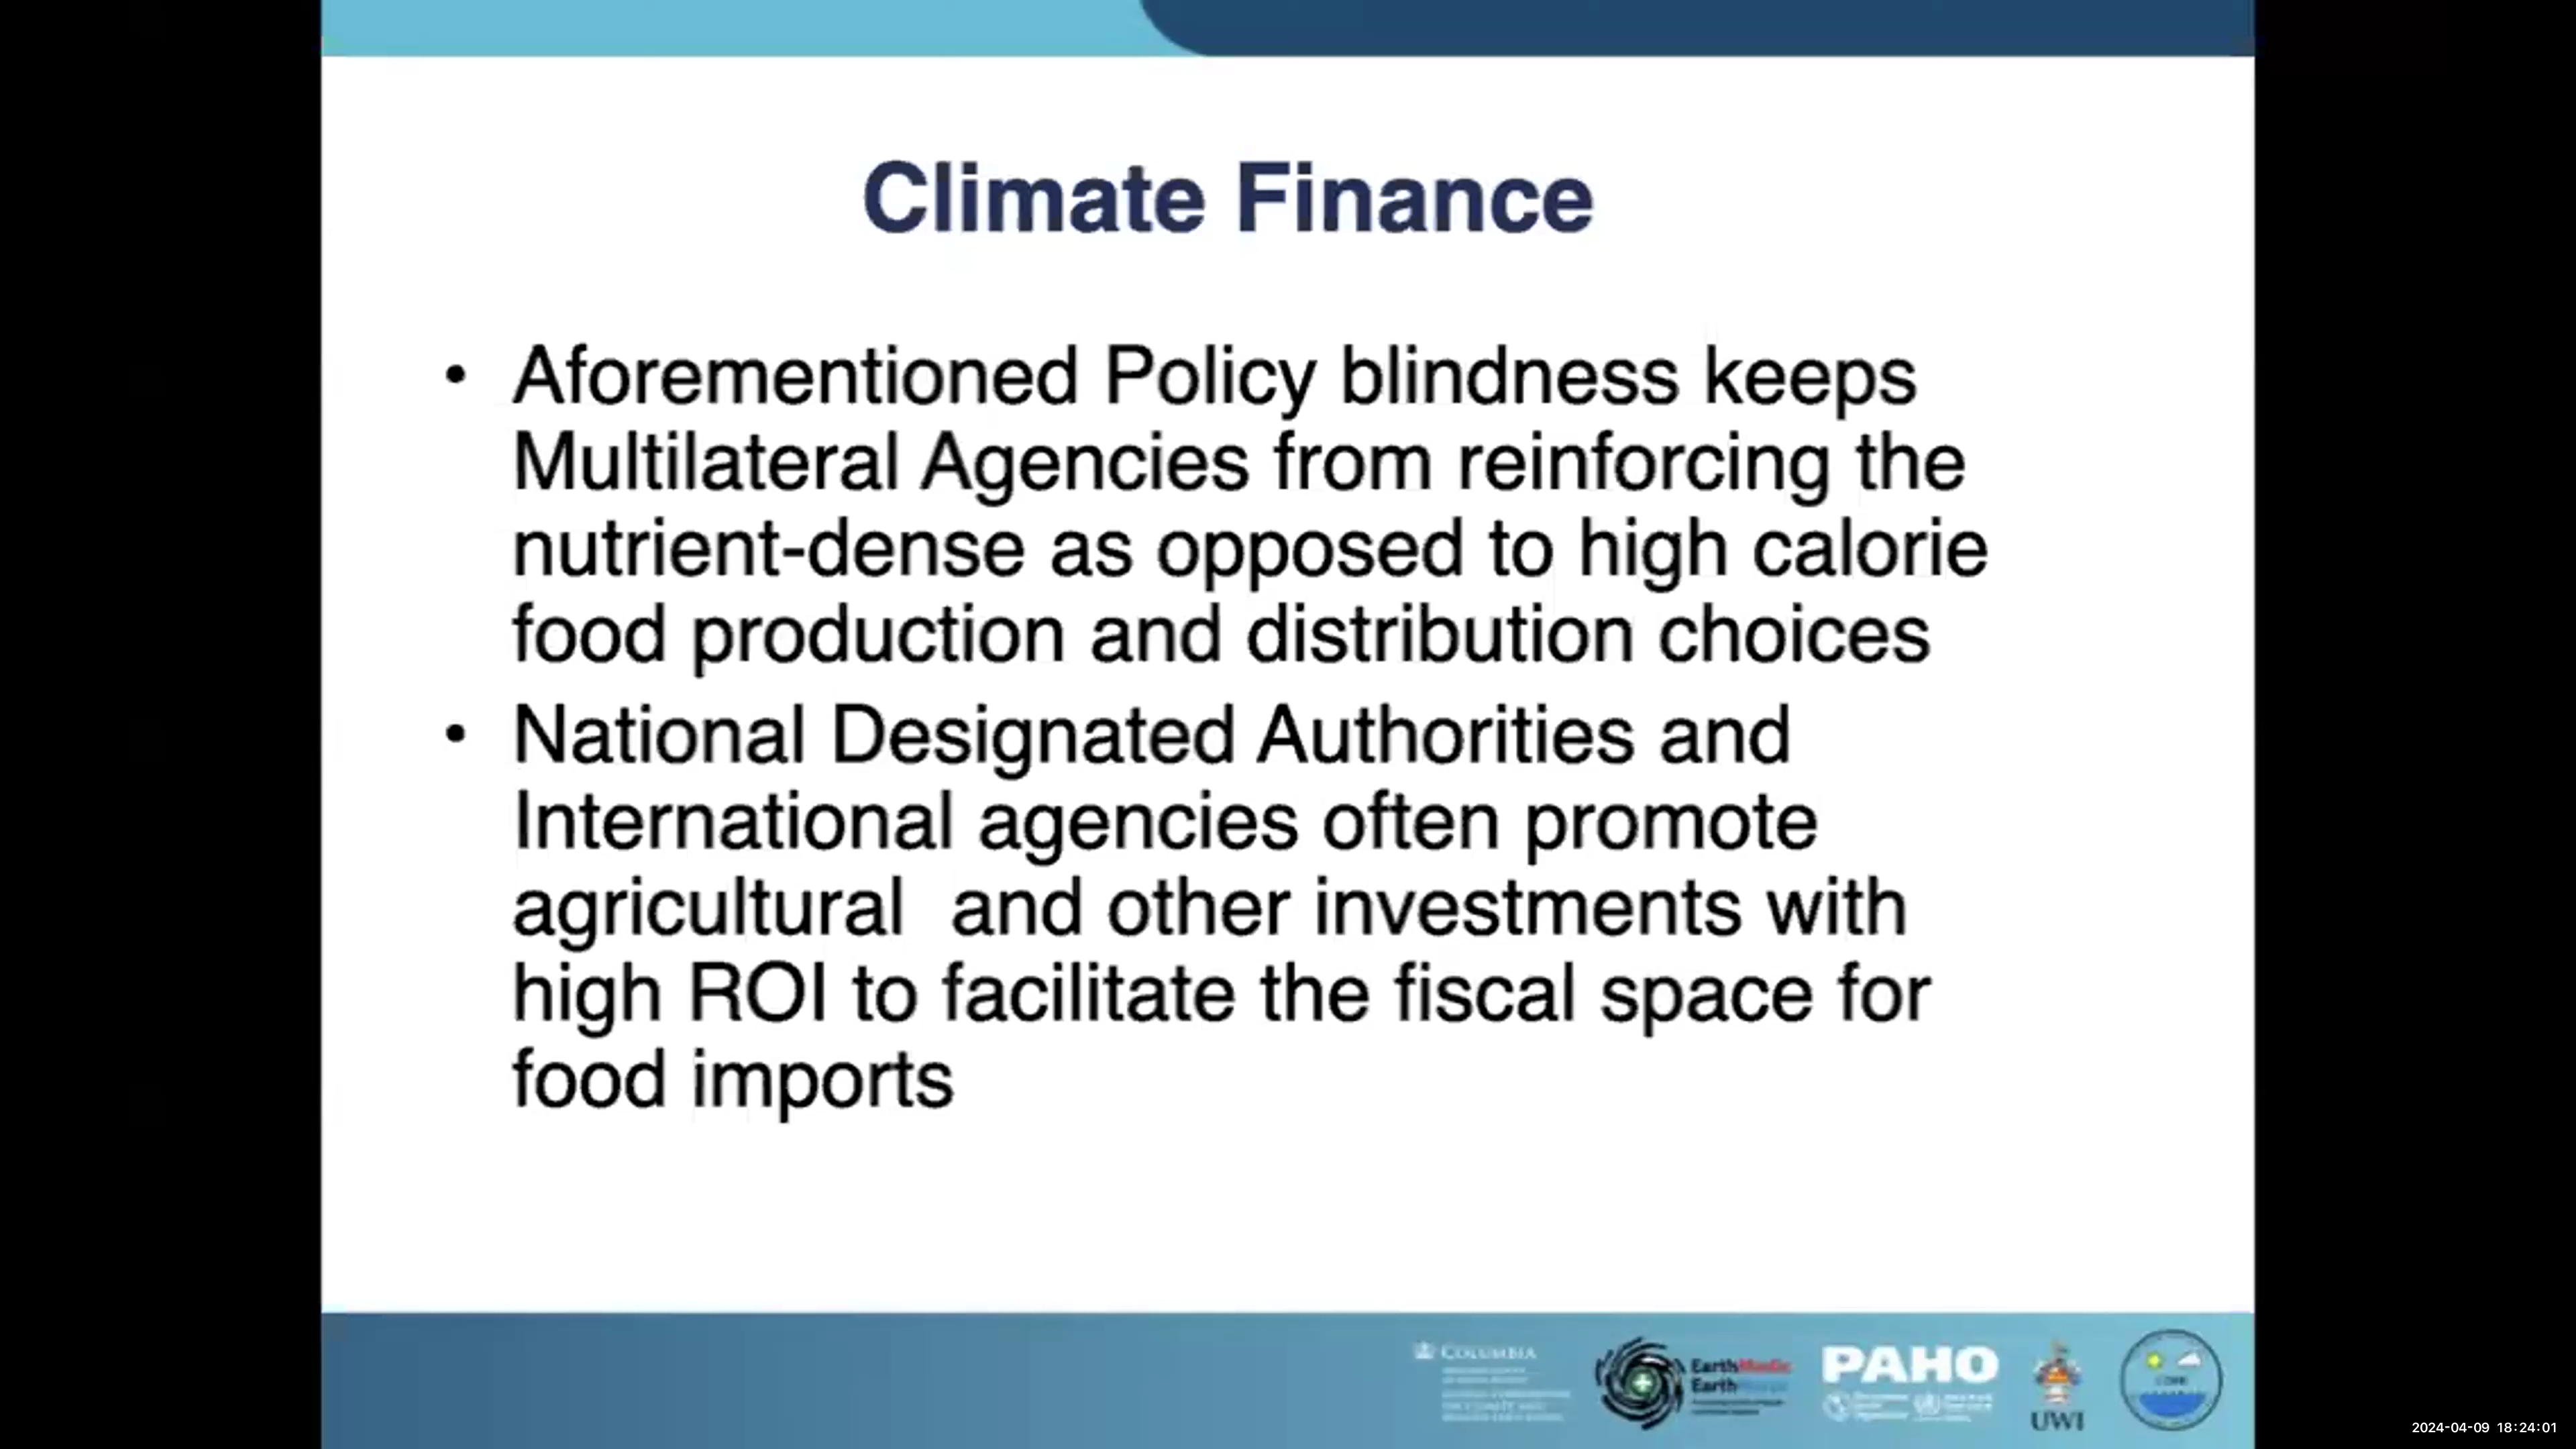 Climate Finance
• Aforementioned Policy blindness keeps
Multilateral Agencies from reinforcing the
nutrient-dense as opposed to high calorie
food production and distribution choices
• National Designated Authorities and
International agencies often promote
agricultural  and other investments with
high ROI to facilitate the fiscal space for
food imports
COLUMBIA
EarthMedic
Earth
PAHO
UWI
2024-04-09 18:24:01